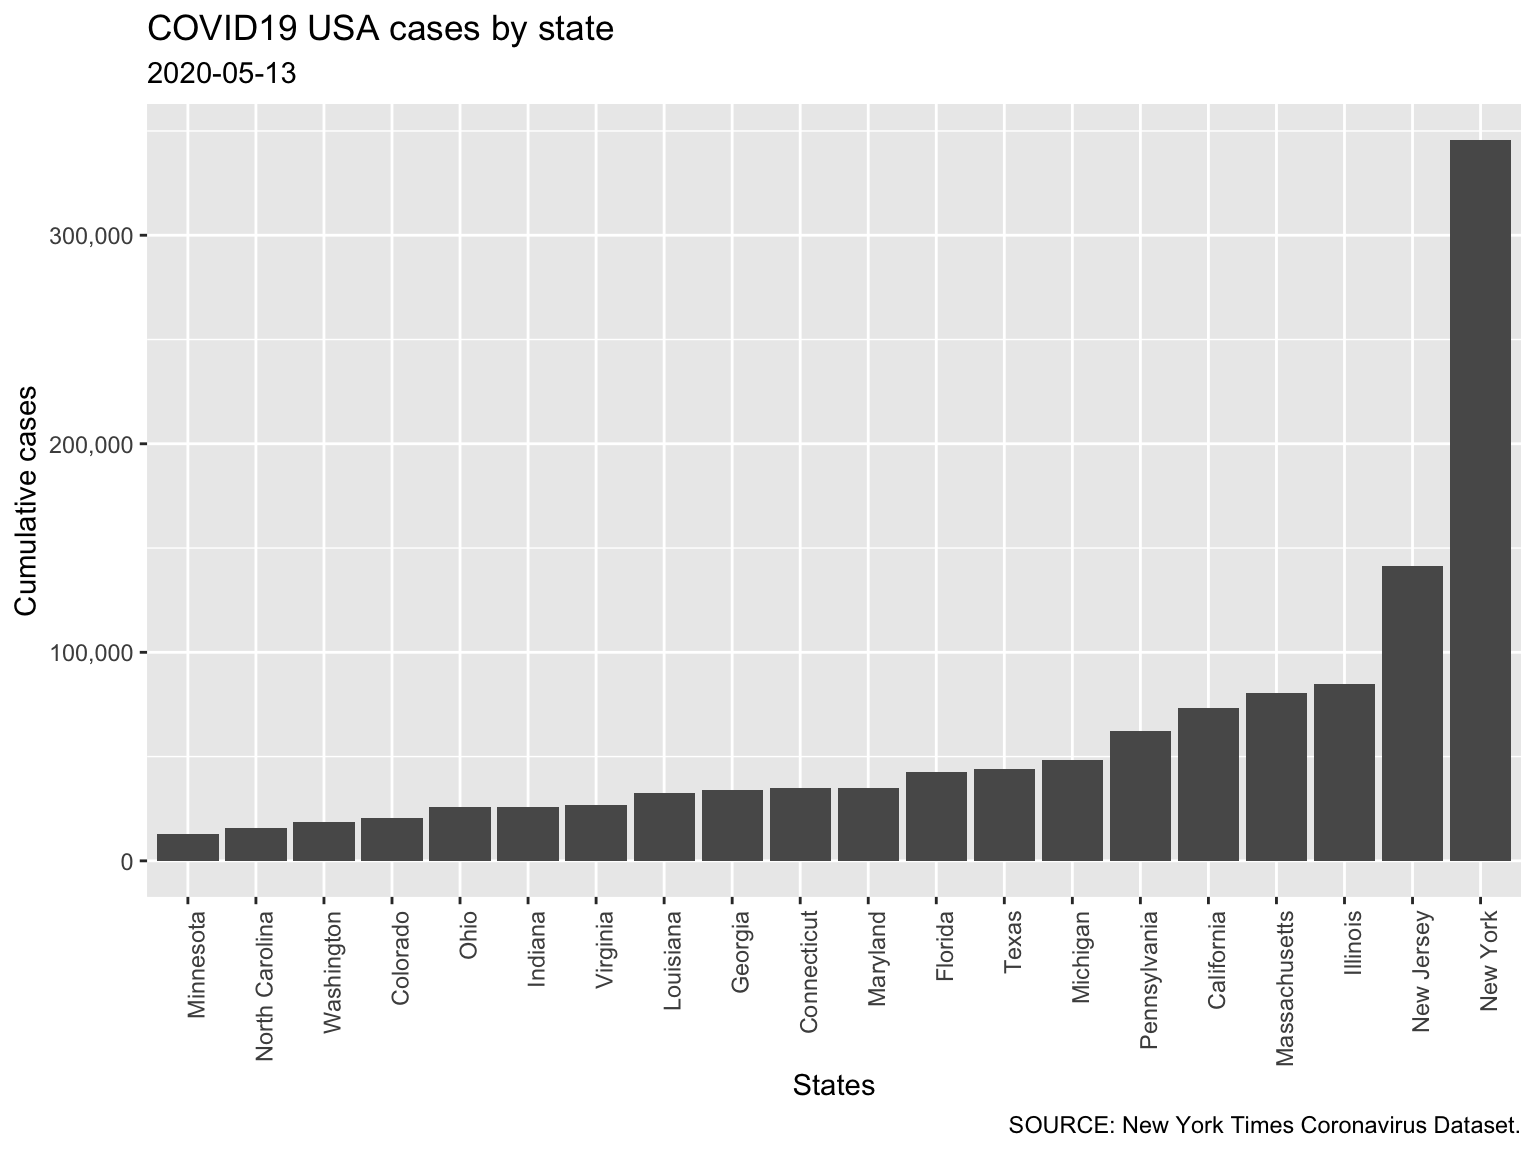 COVID19 USA cases by state
2020-05-13
Cumulative cases
300,000
200,000
100,000
0
Minnesota
North Carolina
Washington
Colorado
Ohio
Indiana
Virginia
Louisiana
Georgia
Connecticut
Maryland
Florida
Texas
Michigan
Pennsylvania
California
Massachusetts
Illinois
New Jersey
New York
States
SOURCE: New York Times Coronavirus Dataset.